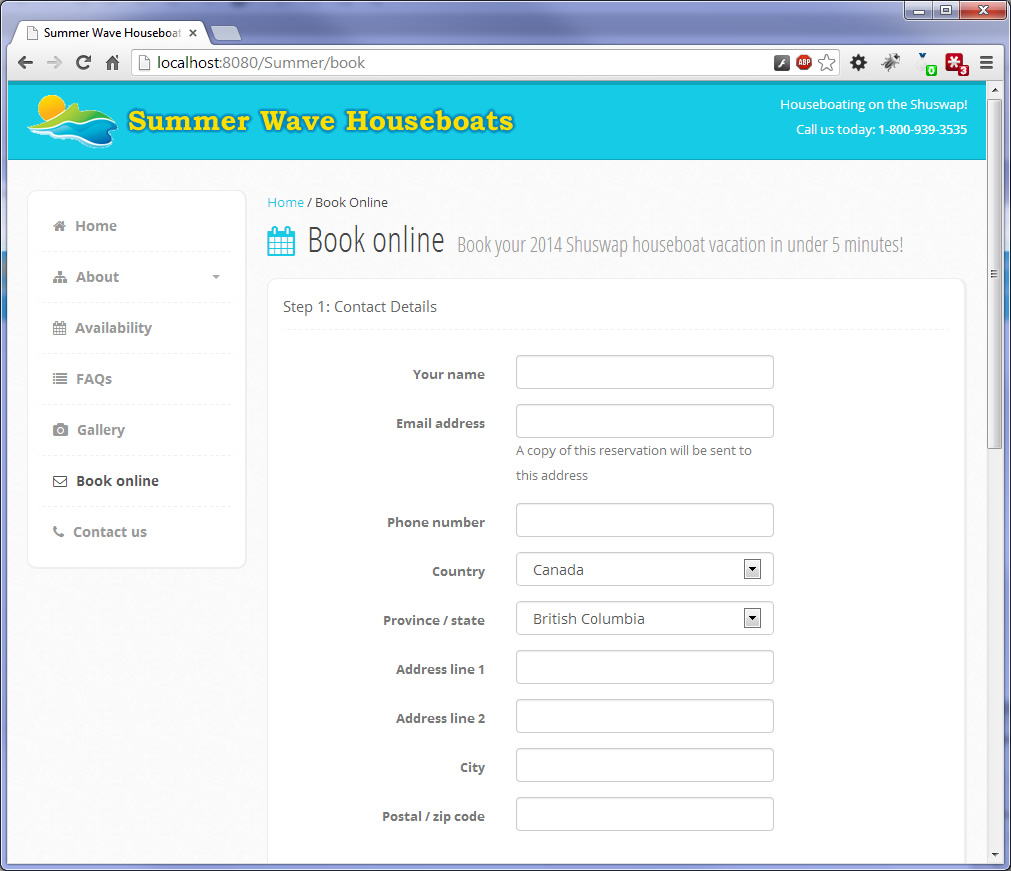 Summer Wave Houseboat
localhost:8080/Summer/book
ABP
0
3
Summer Wave Houseboats
Houseboating on the Shuswap!
Call us today: 1-800-939-3535
Home
About
Availability
FAQs
Gallery
Book online
Contact us
Home / Book Online
Book online Book your 2014 Shuswap houseboat vacation in under 5 minutes!
Step 1: Contact Details
Your name
Email address
A copy of this reservation will be sent to
this address
Phone number
Country Canada
Province / state British Columbia
Address line 1
Address line 2
City
Postal / zip code